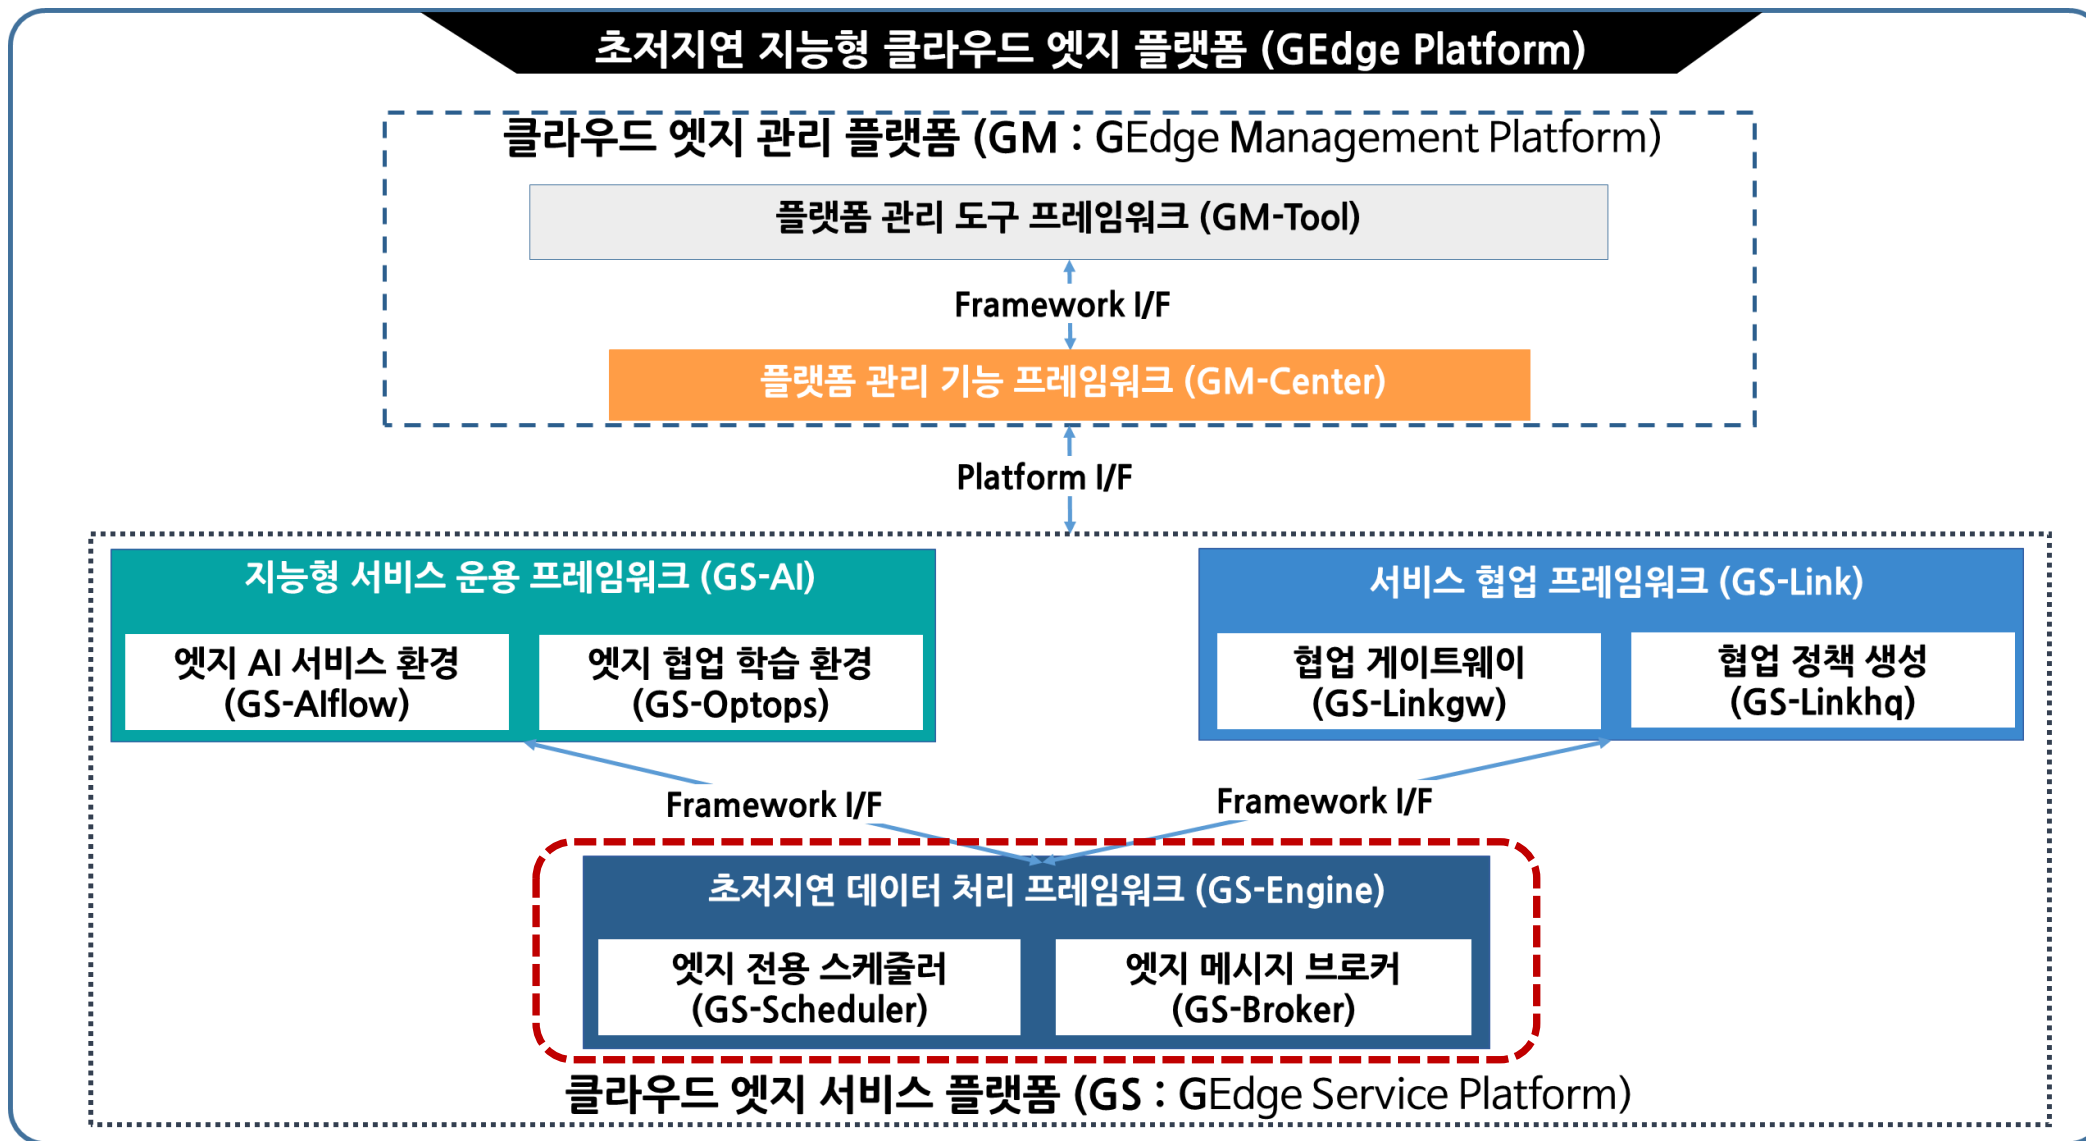 초저지연 지능형 클라우드 엣지 플랫폼 (GEdge Platform)
클라우드 엣지 관리 플랫폼 (GM : GEdge Management Platform)
플랫폼 관리 도구 프레임워크 (GM-Tool)
Framework I/F
플랫폼 관리 기능 프레임워크 (GM-Center)
Platform I/F
지능형 서비스 운용 프레임워크 (GS-AI)
엣지 AI 서비스 환경
(GS-AIflow)
엣지 협업 학습 환경
(GS-Optops)
서비스 협업 프레임워크 (GS-Link)
협업 게이트웨이
(GS-Linkgw)
협업 정책 생성
(GS-Linkhq)
Framework I/F
Framework I/F
초저지연 데이터 처리 프레임워크 (GS-Engine)
엣지 전용 스케줄러
(GS-Scheduler)
엣지 메시지 브로커
(GS-Broker)
클라우드 엣지 서비스 플랫폼 (GS : GEdge Service Platform)